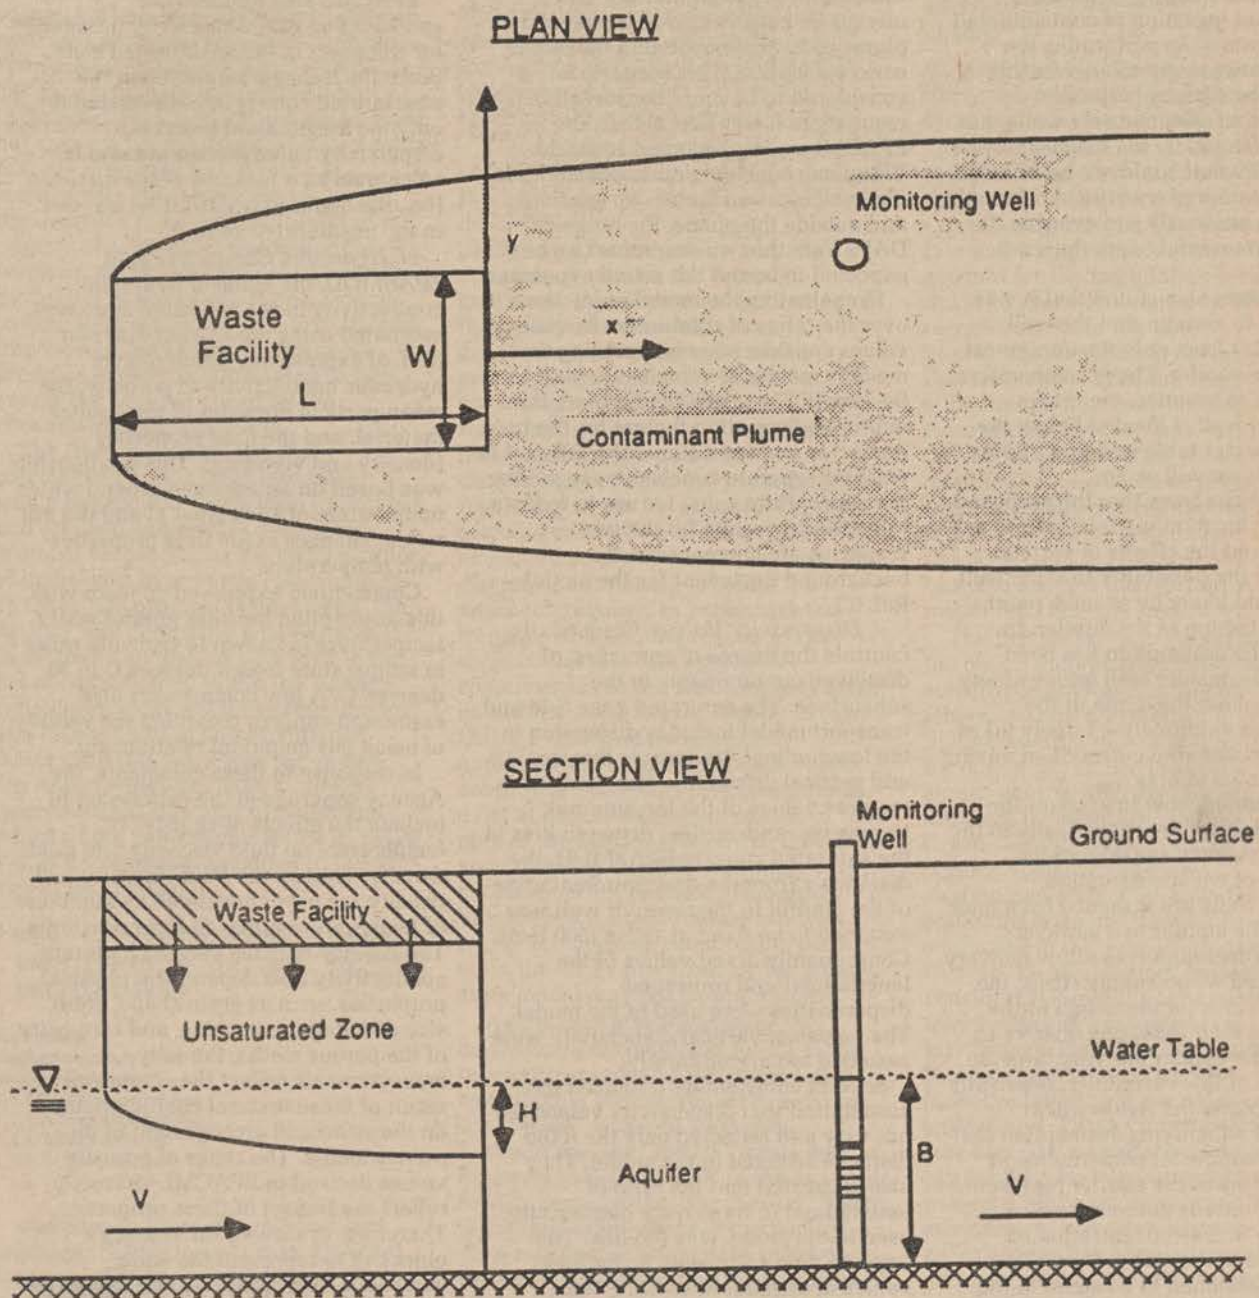 PLAN VIEW
Monitoring Well
y
x
Waste
Facility
W
L
Contaminant Plume
SECTION VIEW
Monitoring
Well
Ground Surface
Waste Facility
Unsaturated Zone
Water Table
H
B
Aquifer
V
V